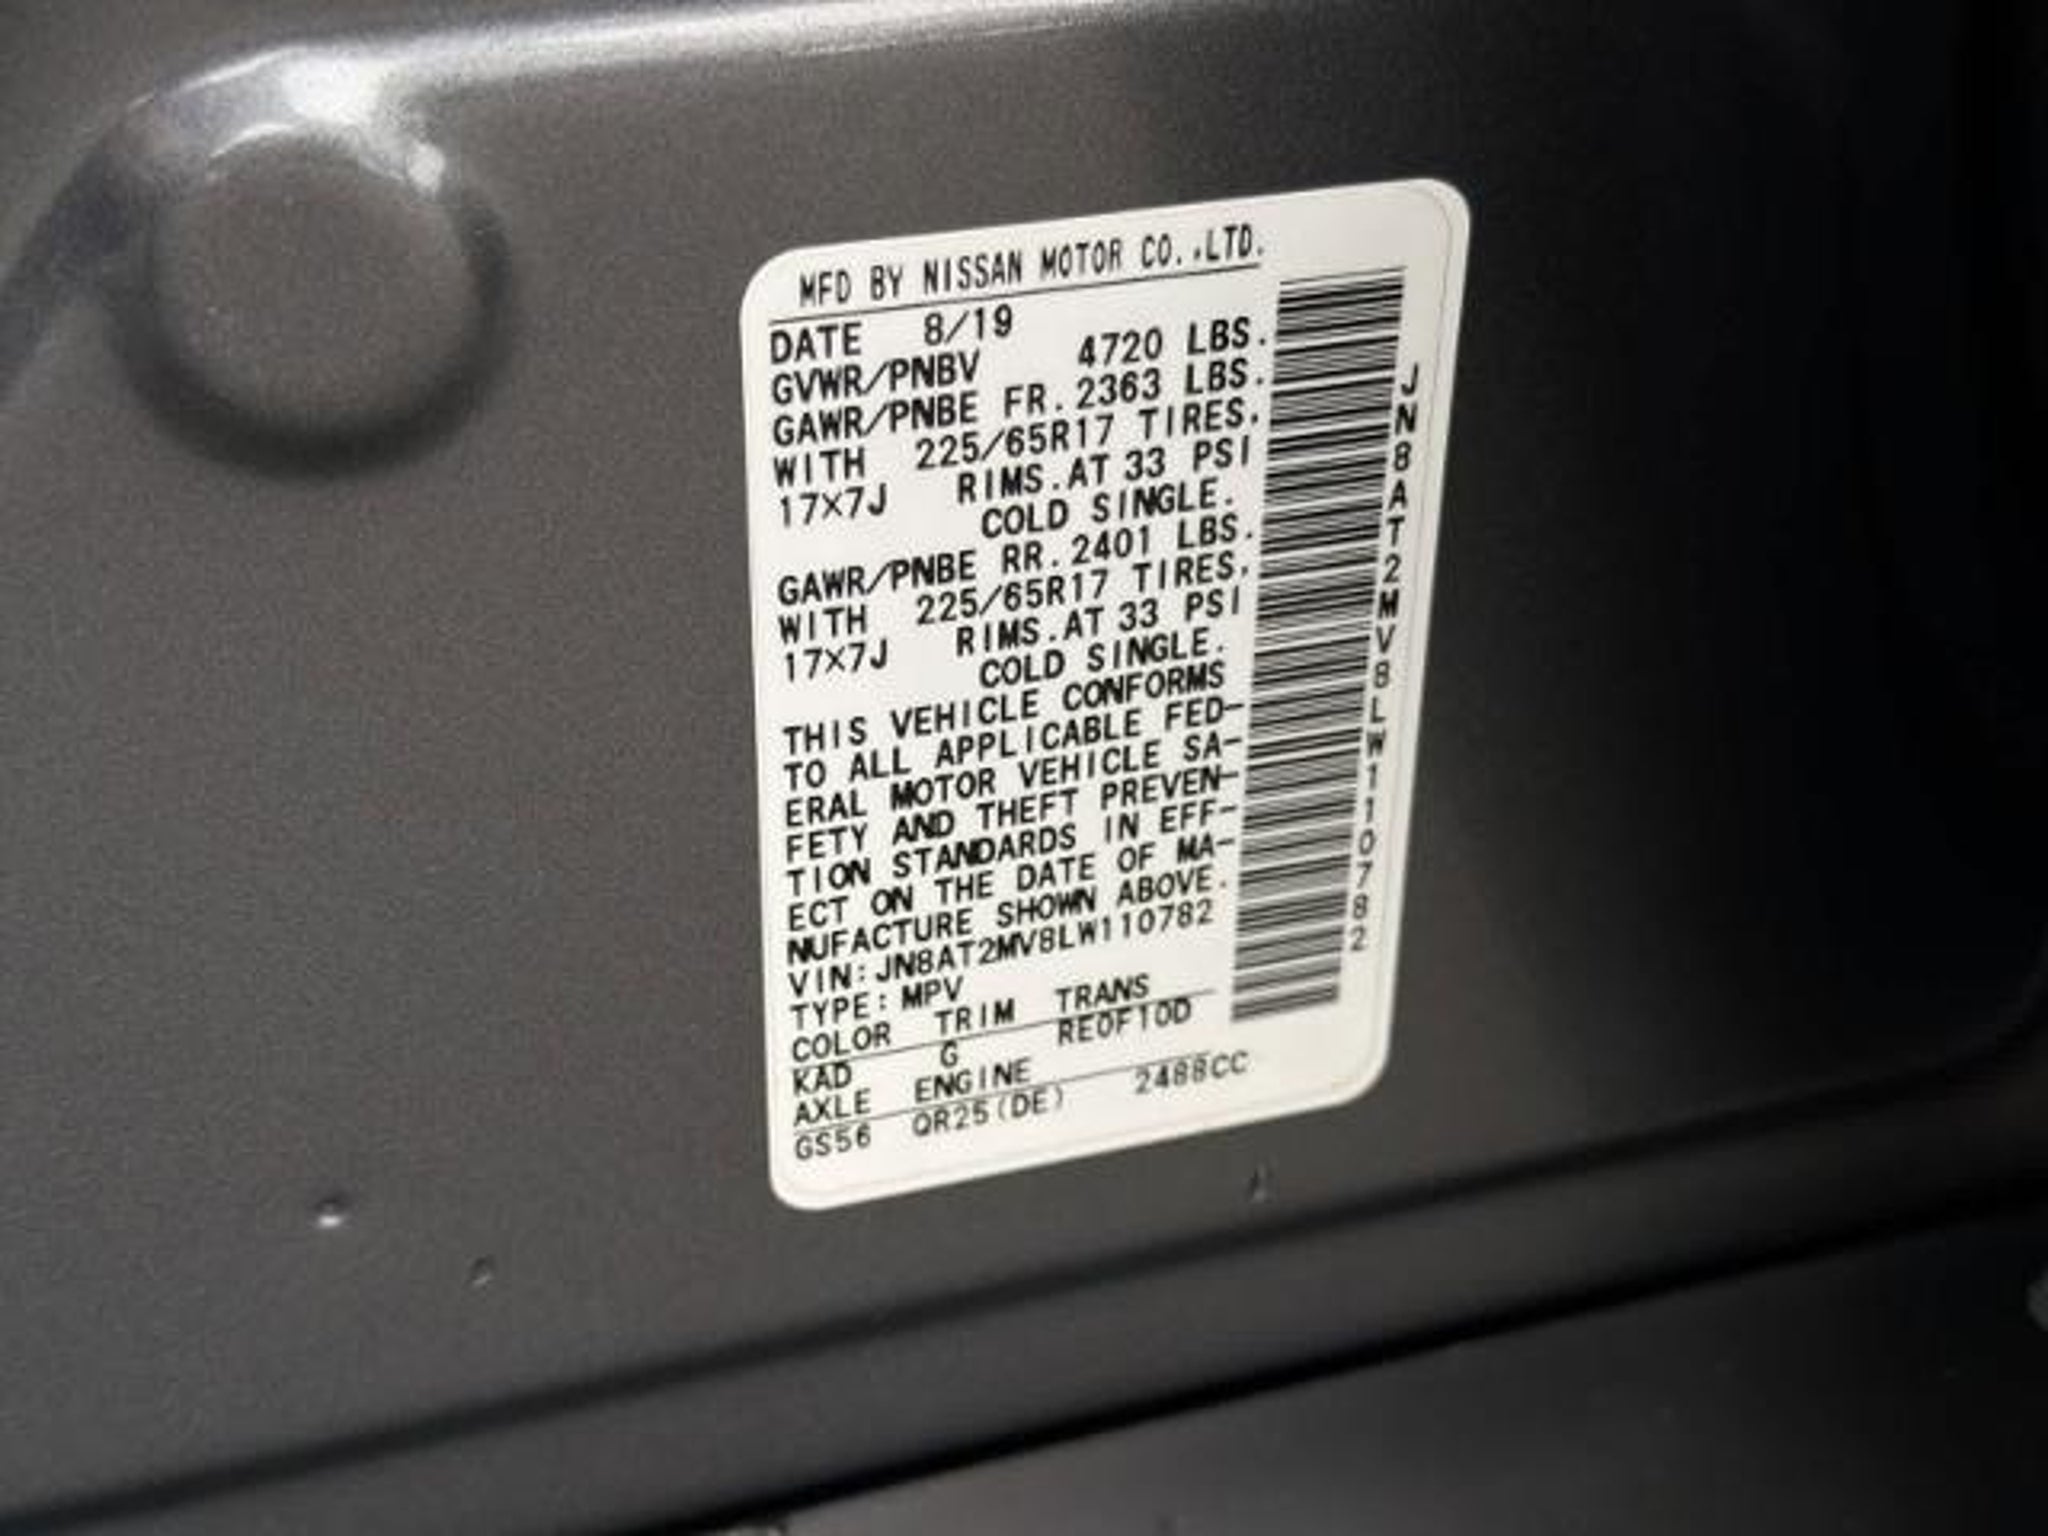 MFD BY NISSAN MOTOR CO.,LTD.
DATE 8/19
GVWR/PNBV 4720 LBS.
GAWR/PNBE FR. 2363 LBS.
WITH 225/65R17 TIRES.
17×7J RIMS.AT 33 PSI
COLD SINGLE.
GAWR/PNBE RR. 2401 LBS.
WITH 225/65R17 TIRES.
17×7J RIMS.AT 33 PSI
COLD SINGLE.
THIS VEHICLE CONFORMS
TO ALL APPLICABLE FED-
ERAL MOTOR VEHICLE SA-
FETY AND THEFT PREVEN-
TION STANDARDS IN EFF-
ECT ON THE DATE OF MA-
NUFACTURE SHOWN ABOVE.
VIN:JN8AT2MV8LW110782
TYPE:MPV
COLOR TRIM TRANS
KAD G RE0F10D
AXLE ENGINE
GS56 QR25(DE) 2488CC
JN8AT2MV8LW110782